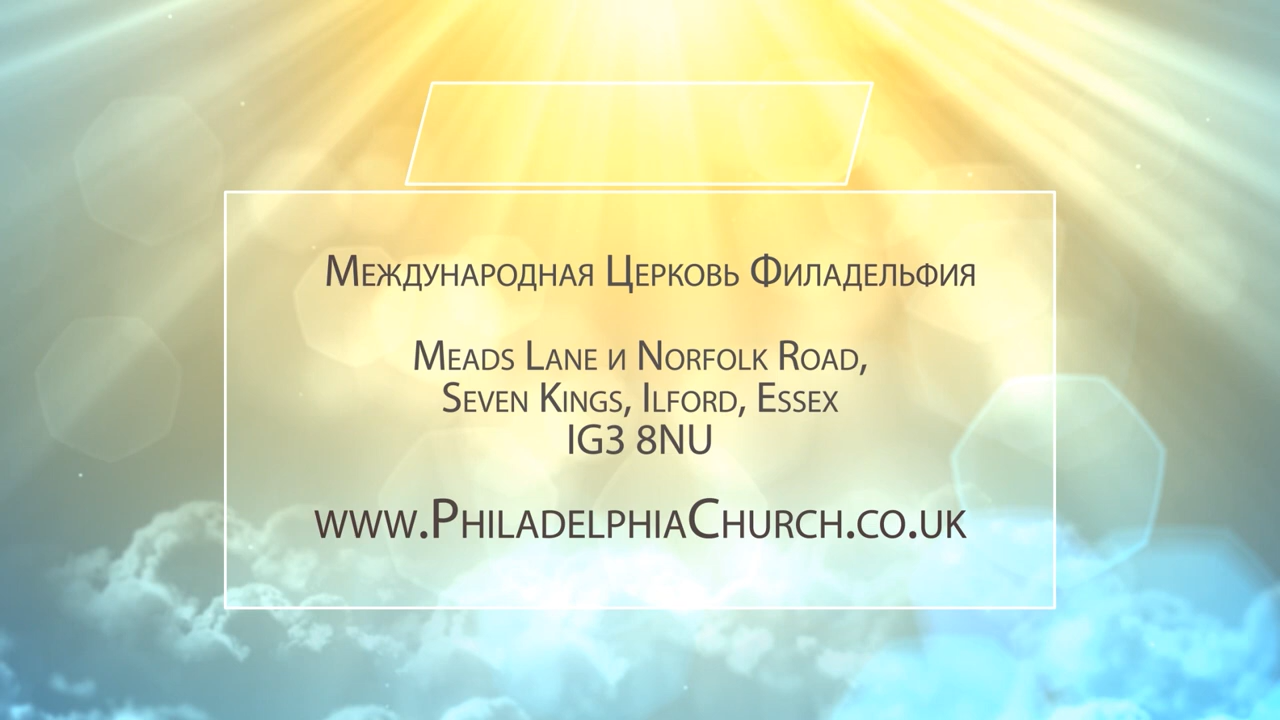 Международная Церковь Филадельфия
Meads Lane и Norfolk Road,
Seven Kings, Ilford, Essex
IG3 8NU
www.PhiladelphiaChurch.co.uk